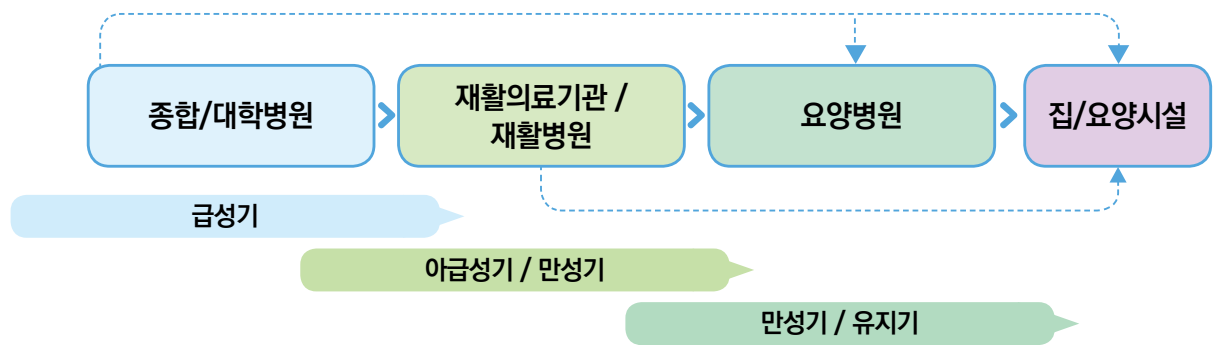 종합/대학병원
재활의료기관 /
재활병원
요양병원
집/요양시설
급성기
아급성기 / 만성기
만성기 / 유지기